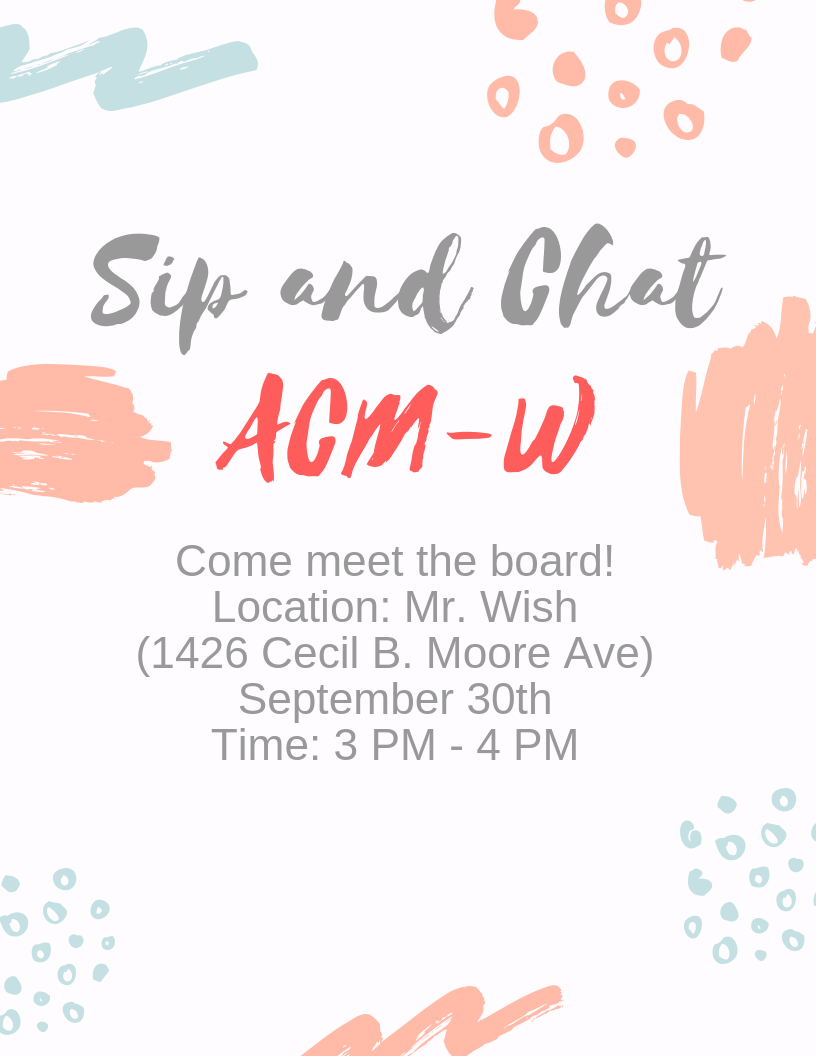 Sip and Chat
ACM-W
Come meet the board!
Location: Mr. Wish
(1426 Cecil B. Moore Ave)
September 30th
Time: 3 PM - 4 PM